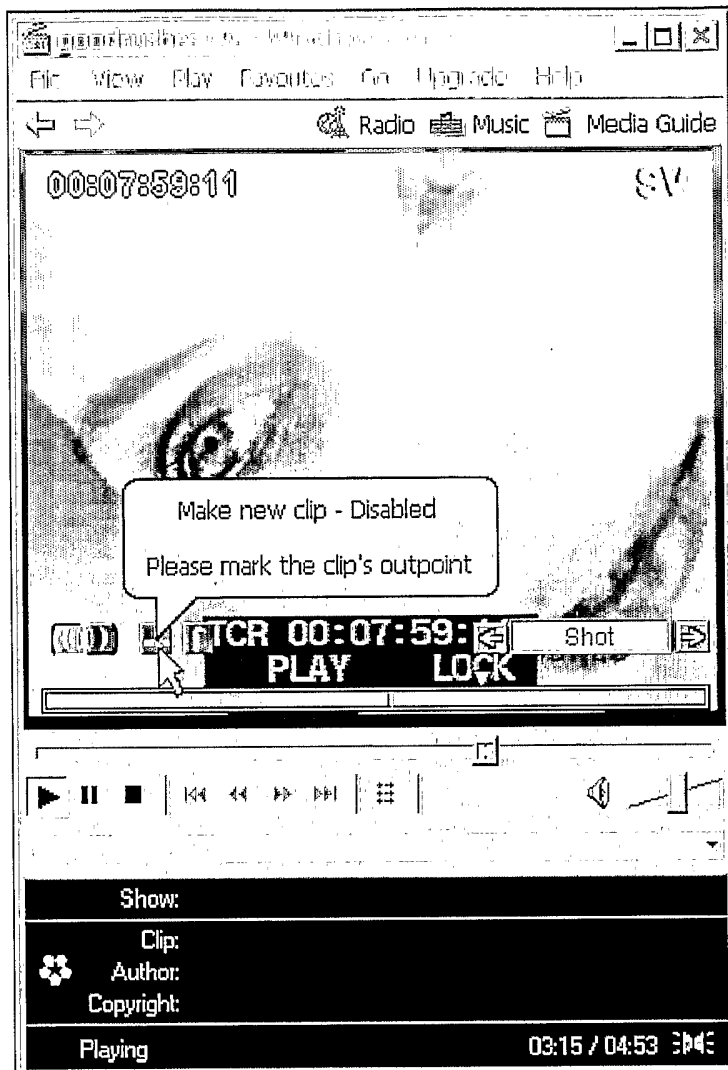 File View Play Favorites Go Upgrade Help
Radio Music Media Guide
00:07:59:11
Make new clip - Disabled
Please mark the clip's outpoint
TCR 00:07:59:
Shot
PLAY LOCK
Show:
Clip:
Author:
Copyright:
Playing 03:15 / 04:53